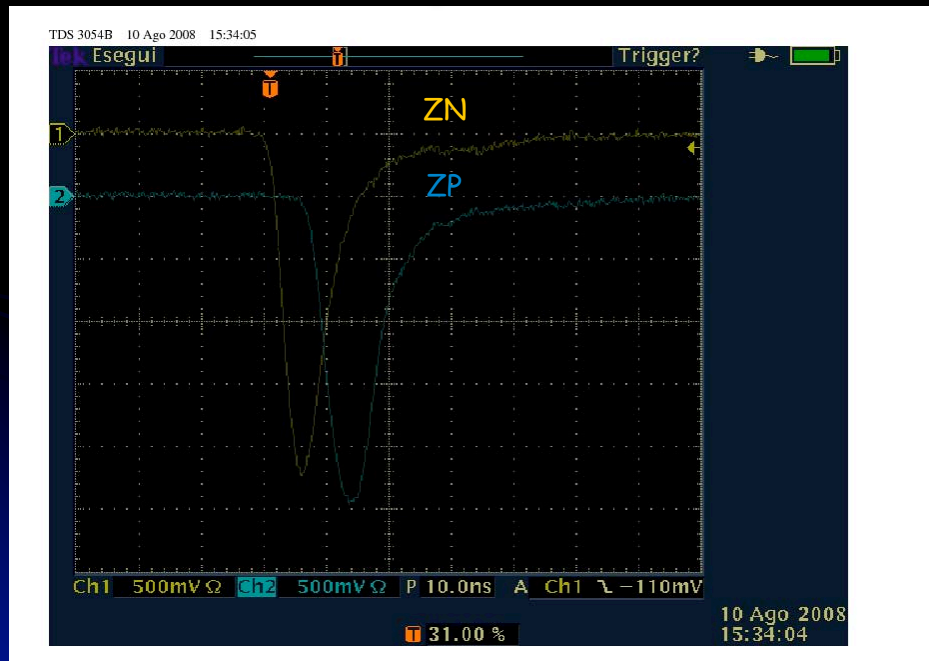 TDS 3054B 10 Ago 2008 15:34:05
Tek Esegui Trigger?
T
T
ZN
1
ZP
2
Ch1 500mV Ω Ch2 500mV Ω P 10.0ns A Ch1 -110mV
T 31.00 %
10 Ago 2008
15:34:04